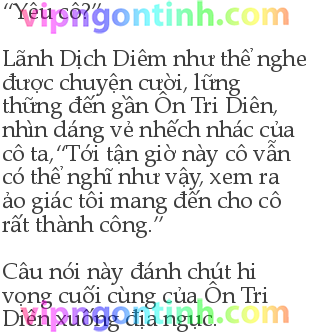 “Yêu cô?”
vipngontinh.com
Lãnh Dịch Diêm như thể nghe
được chuyện cười, lững
thững đến gần Ôn Tri Diên,
nhìn dáng vẻ nhếch nhác của
cô ta,“Tới tận giờ này cô vẫn
có thể nghĩ như vậy, xem ra
ảo giác tôi mang đến cho cô
rất thành công.”
Câu nói này đánh chút hi
vọng cuối cùng của Ôn Tri
Diên xuống địa ngục.
vipngontinh.com